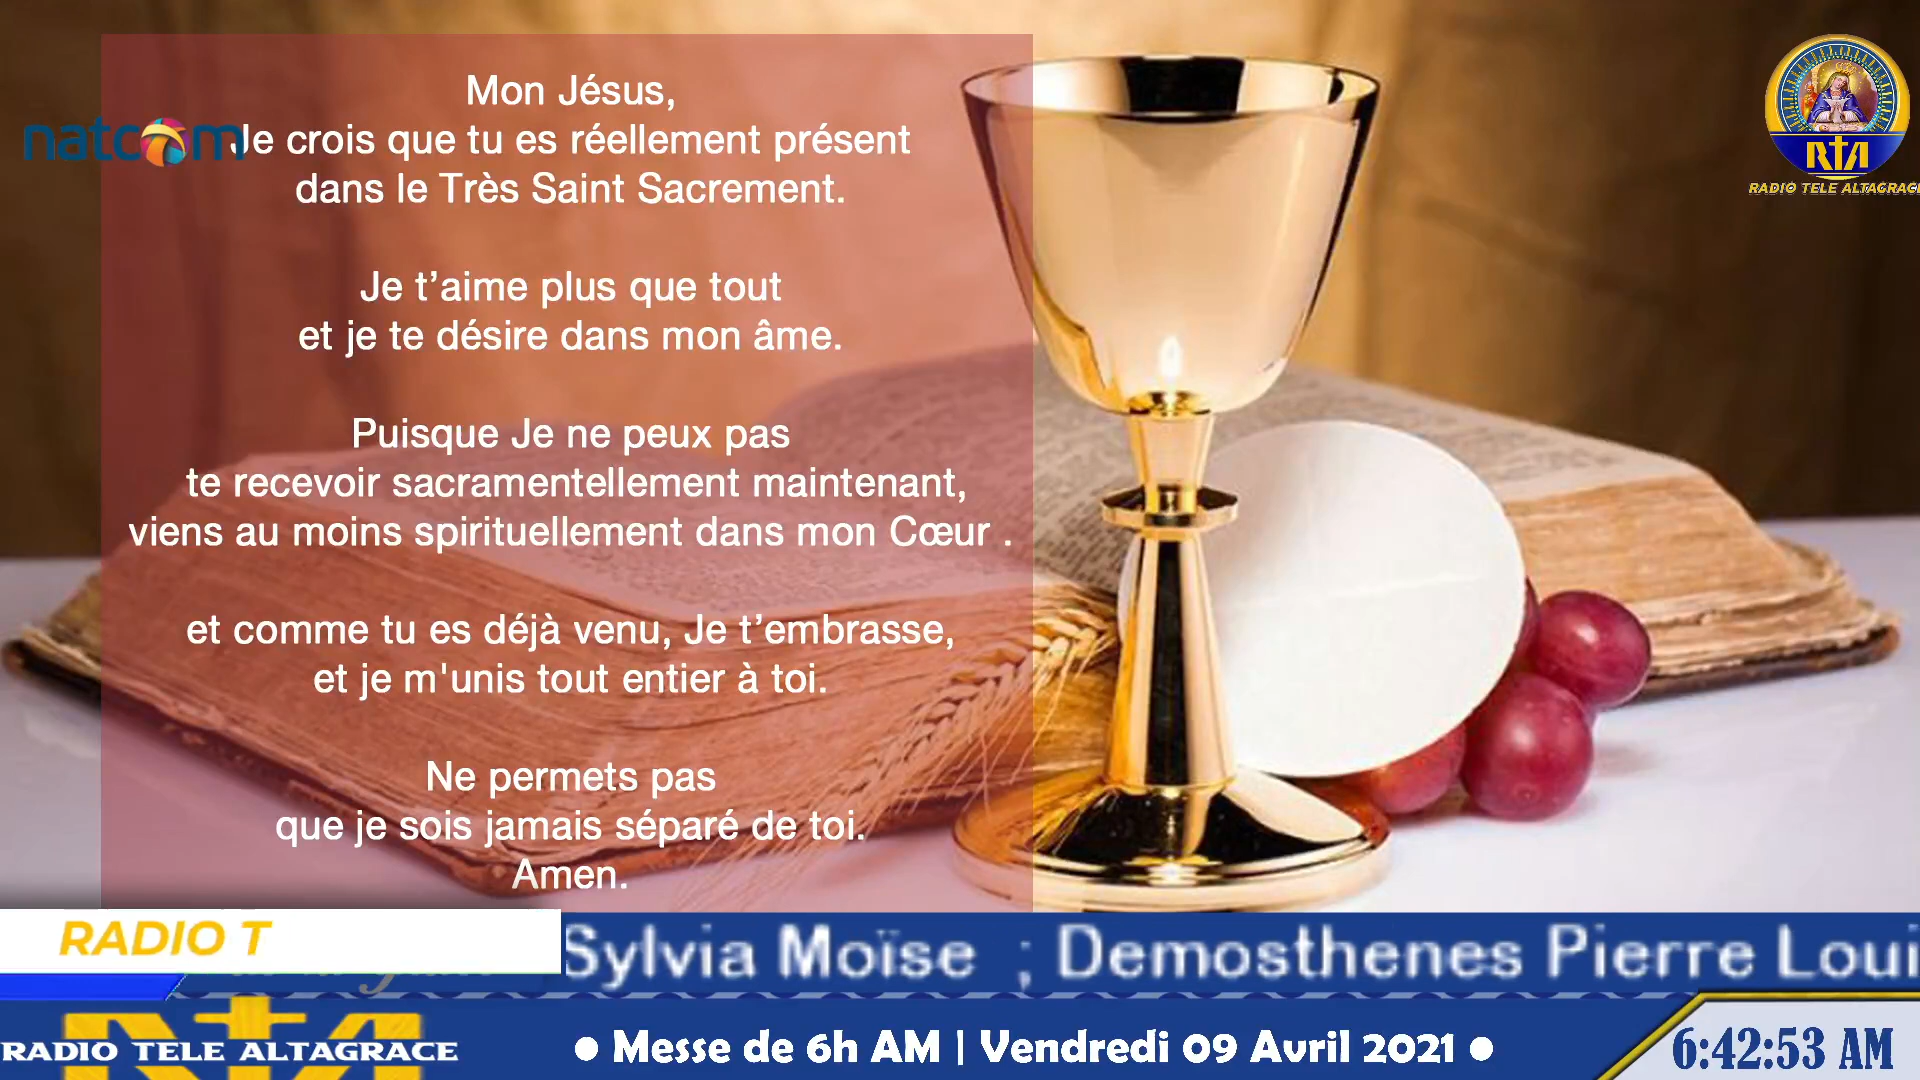 Mon Jésus,
natcom
Je crois que tu es réellement présent
dans le Très Saint Sacrement.
Je t’aime plus que tout
et je te désire dans mon âme.
Puisque Je ne peux pas
te recevoir sacramentellement maintenant,
viens au moins spirituellement dans mon Cœur .
et comme tu es déjà venu, Je t’embrasse,
et je m'unis tout entier à toi.
Ne permets pas
que je sois jamais séparé de toi.
Amen.
RTA
RADIO TELE ALTAGRACE
RADIO T
Sylvia Moïse ; Demosthenes Pierre Loui
RTA
RADIO TELE ALTAGRACE
• Messe de 6h AM | Vendredi 09 Avril 2021 •
6:42:53 AM